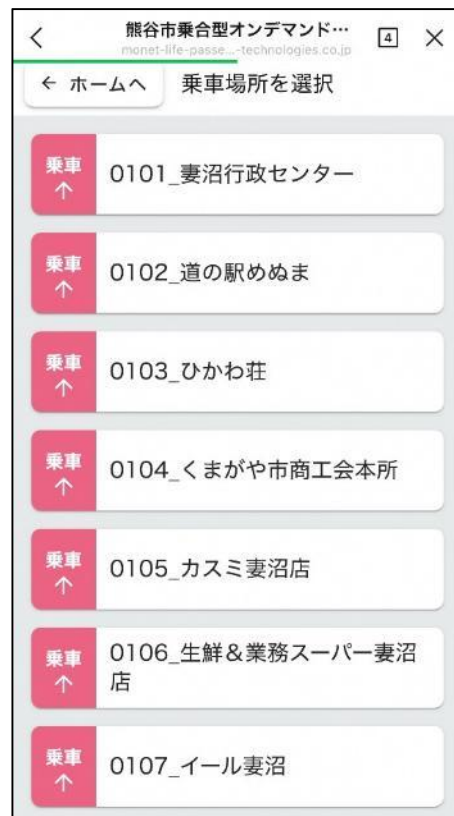 熊谷市乗合型オンデマンド…
monet-life-passe...-technologies.co.jp
4
← ホームへ
乗車場所を選択
乗車
↑
0101_妻沼行政センター
乗車
↑
0102_道の駅めぬま
乗車
↑
0103_ひかわ荘
乗車
↑
0104_くまがや市商工会本所
乗車
↑
0105_カスミ妻沼店
乗車
↑
0106_生鮮&業務スーパー妻沼
店
乗車
↑
0107_イール妻沼